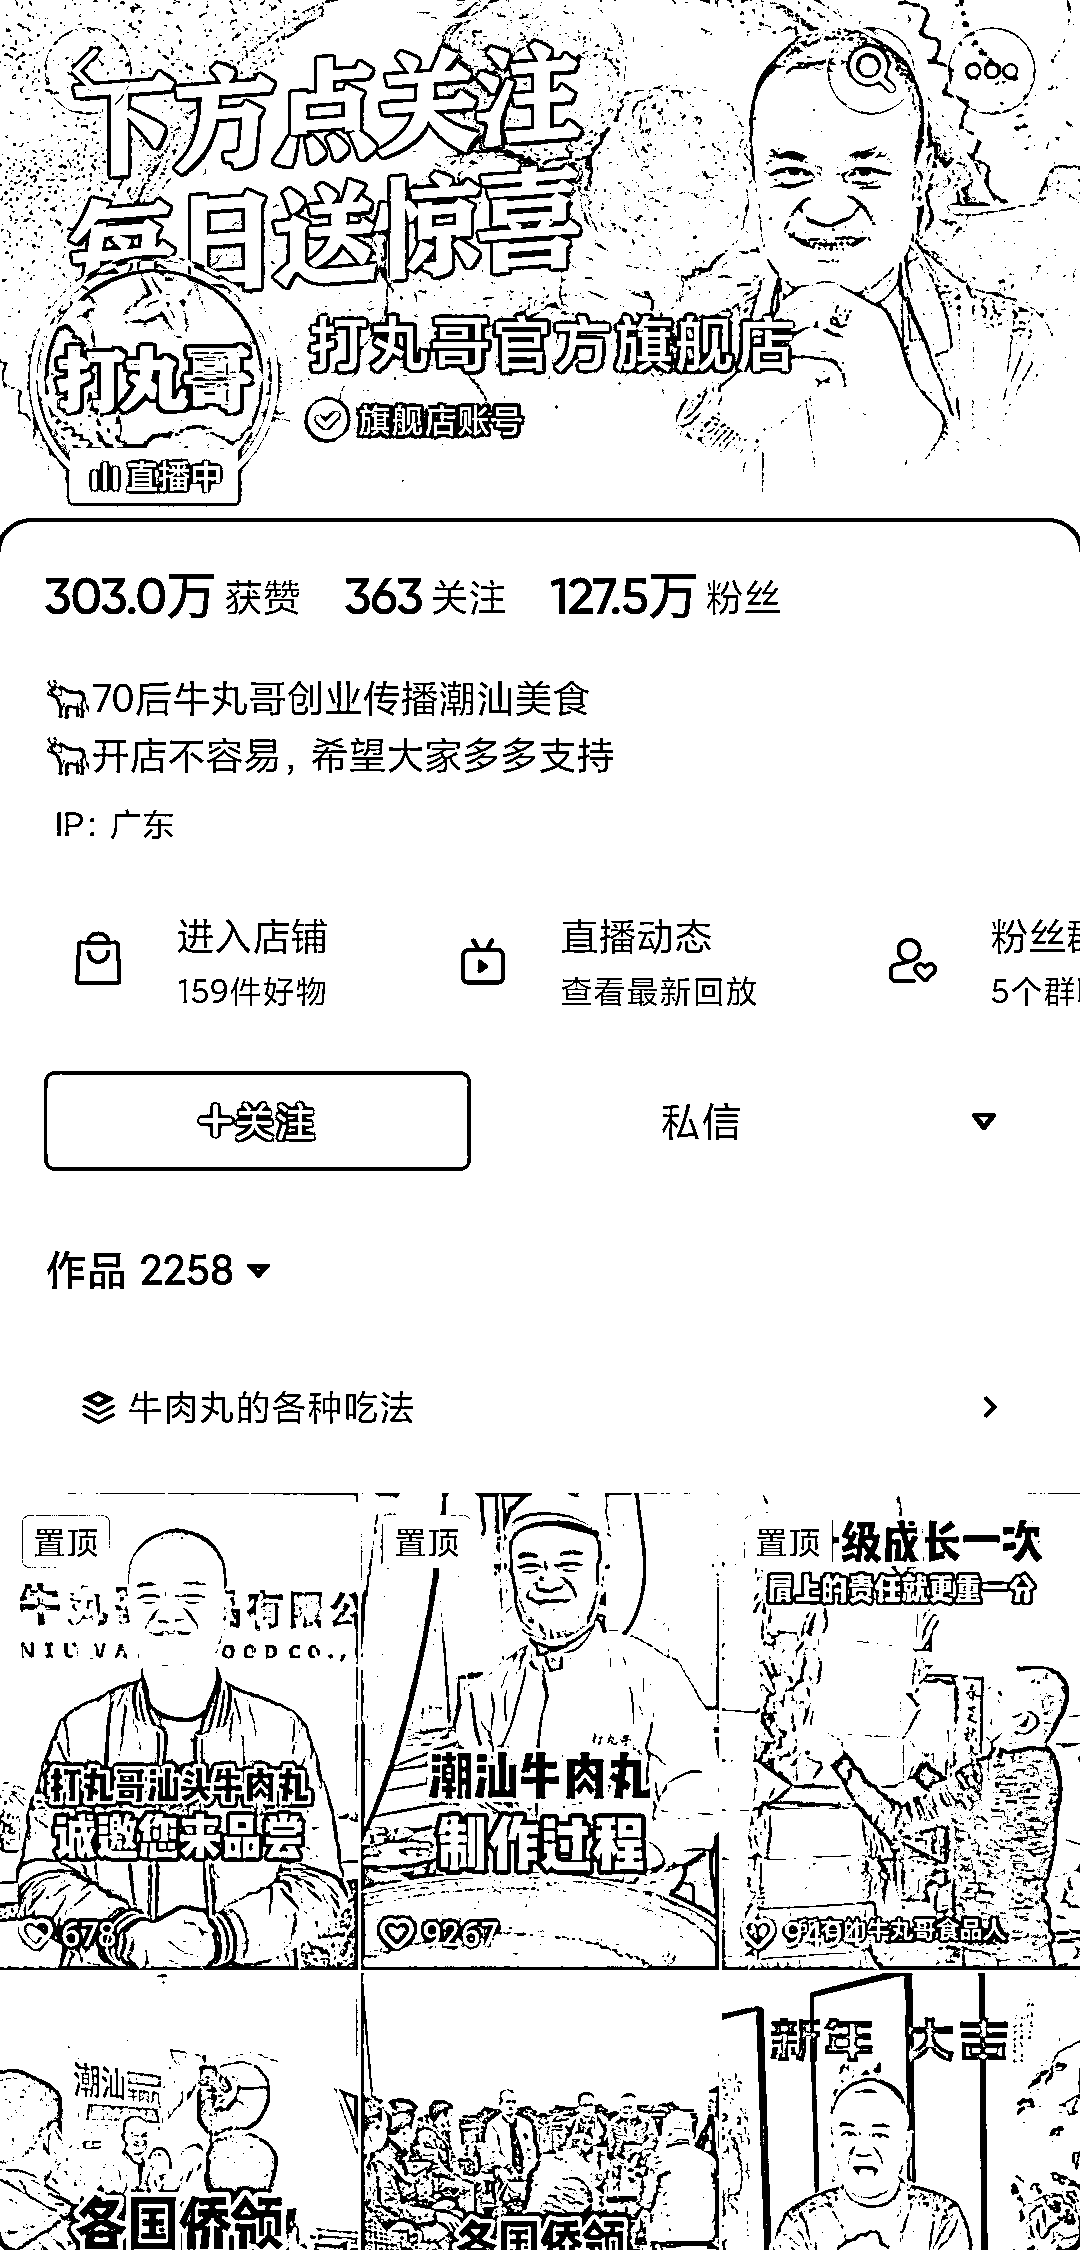 下方点关注
每日送惊喜
打丸哥
打丸哥官方旗舰店
旗舰店账号
直播中
303.0万 获赞 363 关注 127.5万 粉丝
70后牛丸哥创业传播潮汕美食
开店不容易，希望大家多多支持
IP：广东
进入店铺 直播动态 粉丝群
159件好物 查看最新回放 5个群
+关注 私信
作品 2258
牛肉丸的各种吃法
置顶
有限公
NIU WA
OOD CO.,
打丸哥汕头牛肉丸
诚邀您来品尝
678
置顶
潮汕牛肉丸
制作过程
9267
置顶
级成长一次
肩上的责任就更重一分
牛丸哥食品人
潮汕
各国侨领
各国侨领
新年 大吉